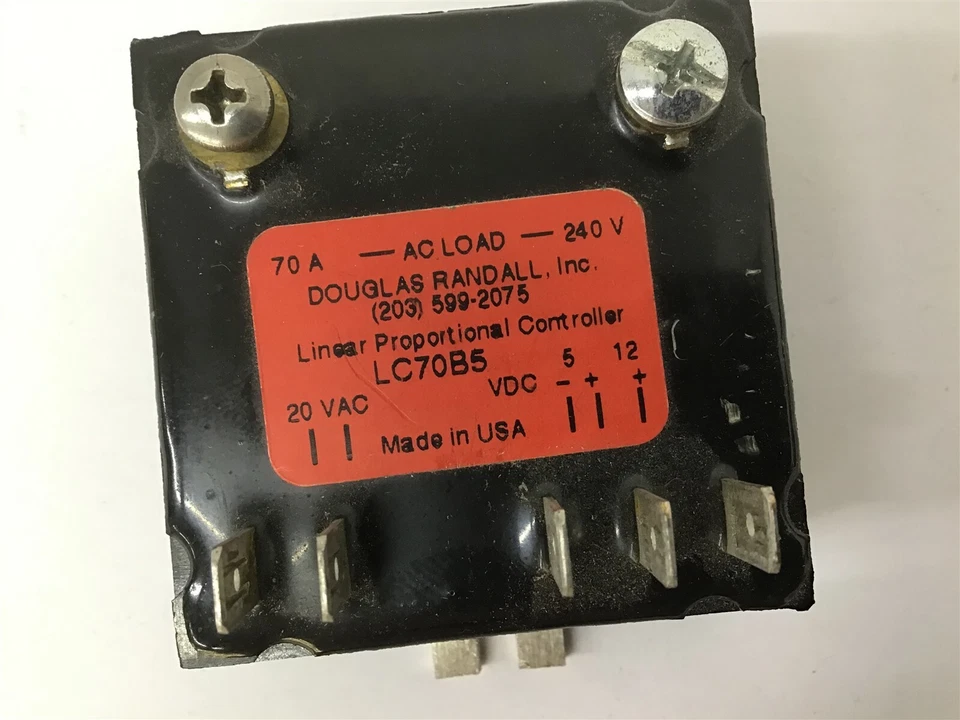 70 A — AC LOAD — 240 V
DOUGLAS RANDALL, Inc.
(203) 599-2075
Linear Proportional Controller
LC70B5
5 12
20 VAC VDC - + +
Made in USA